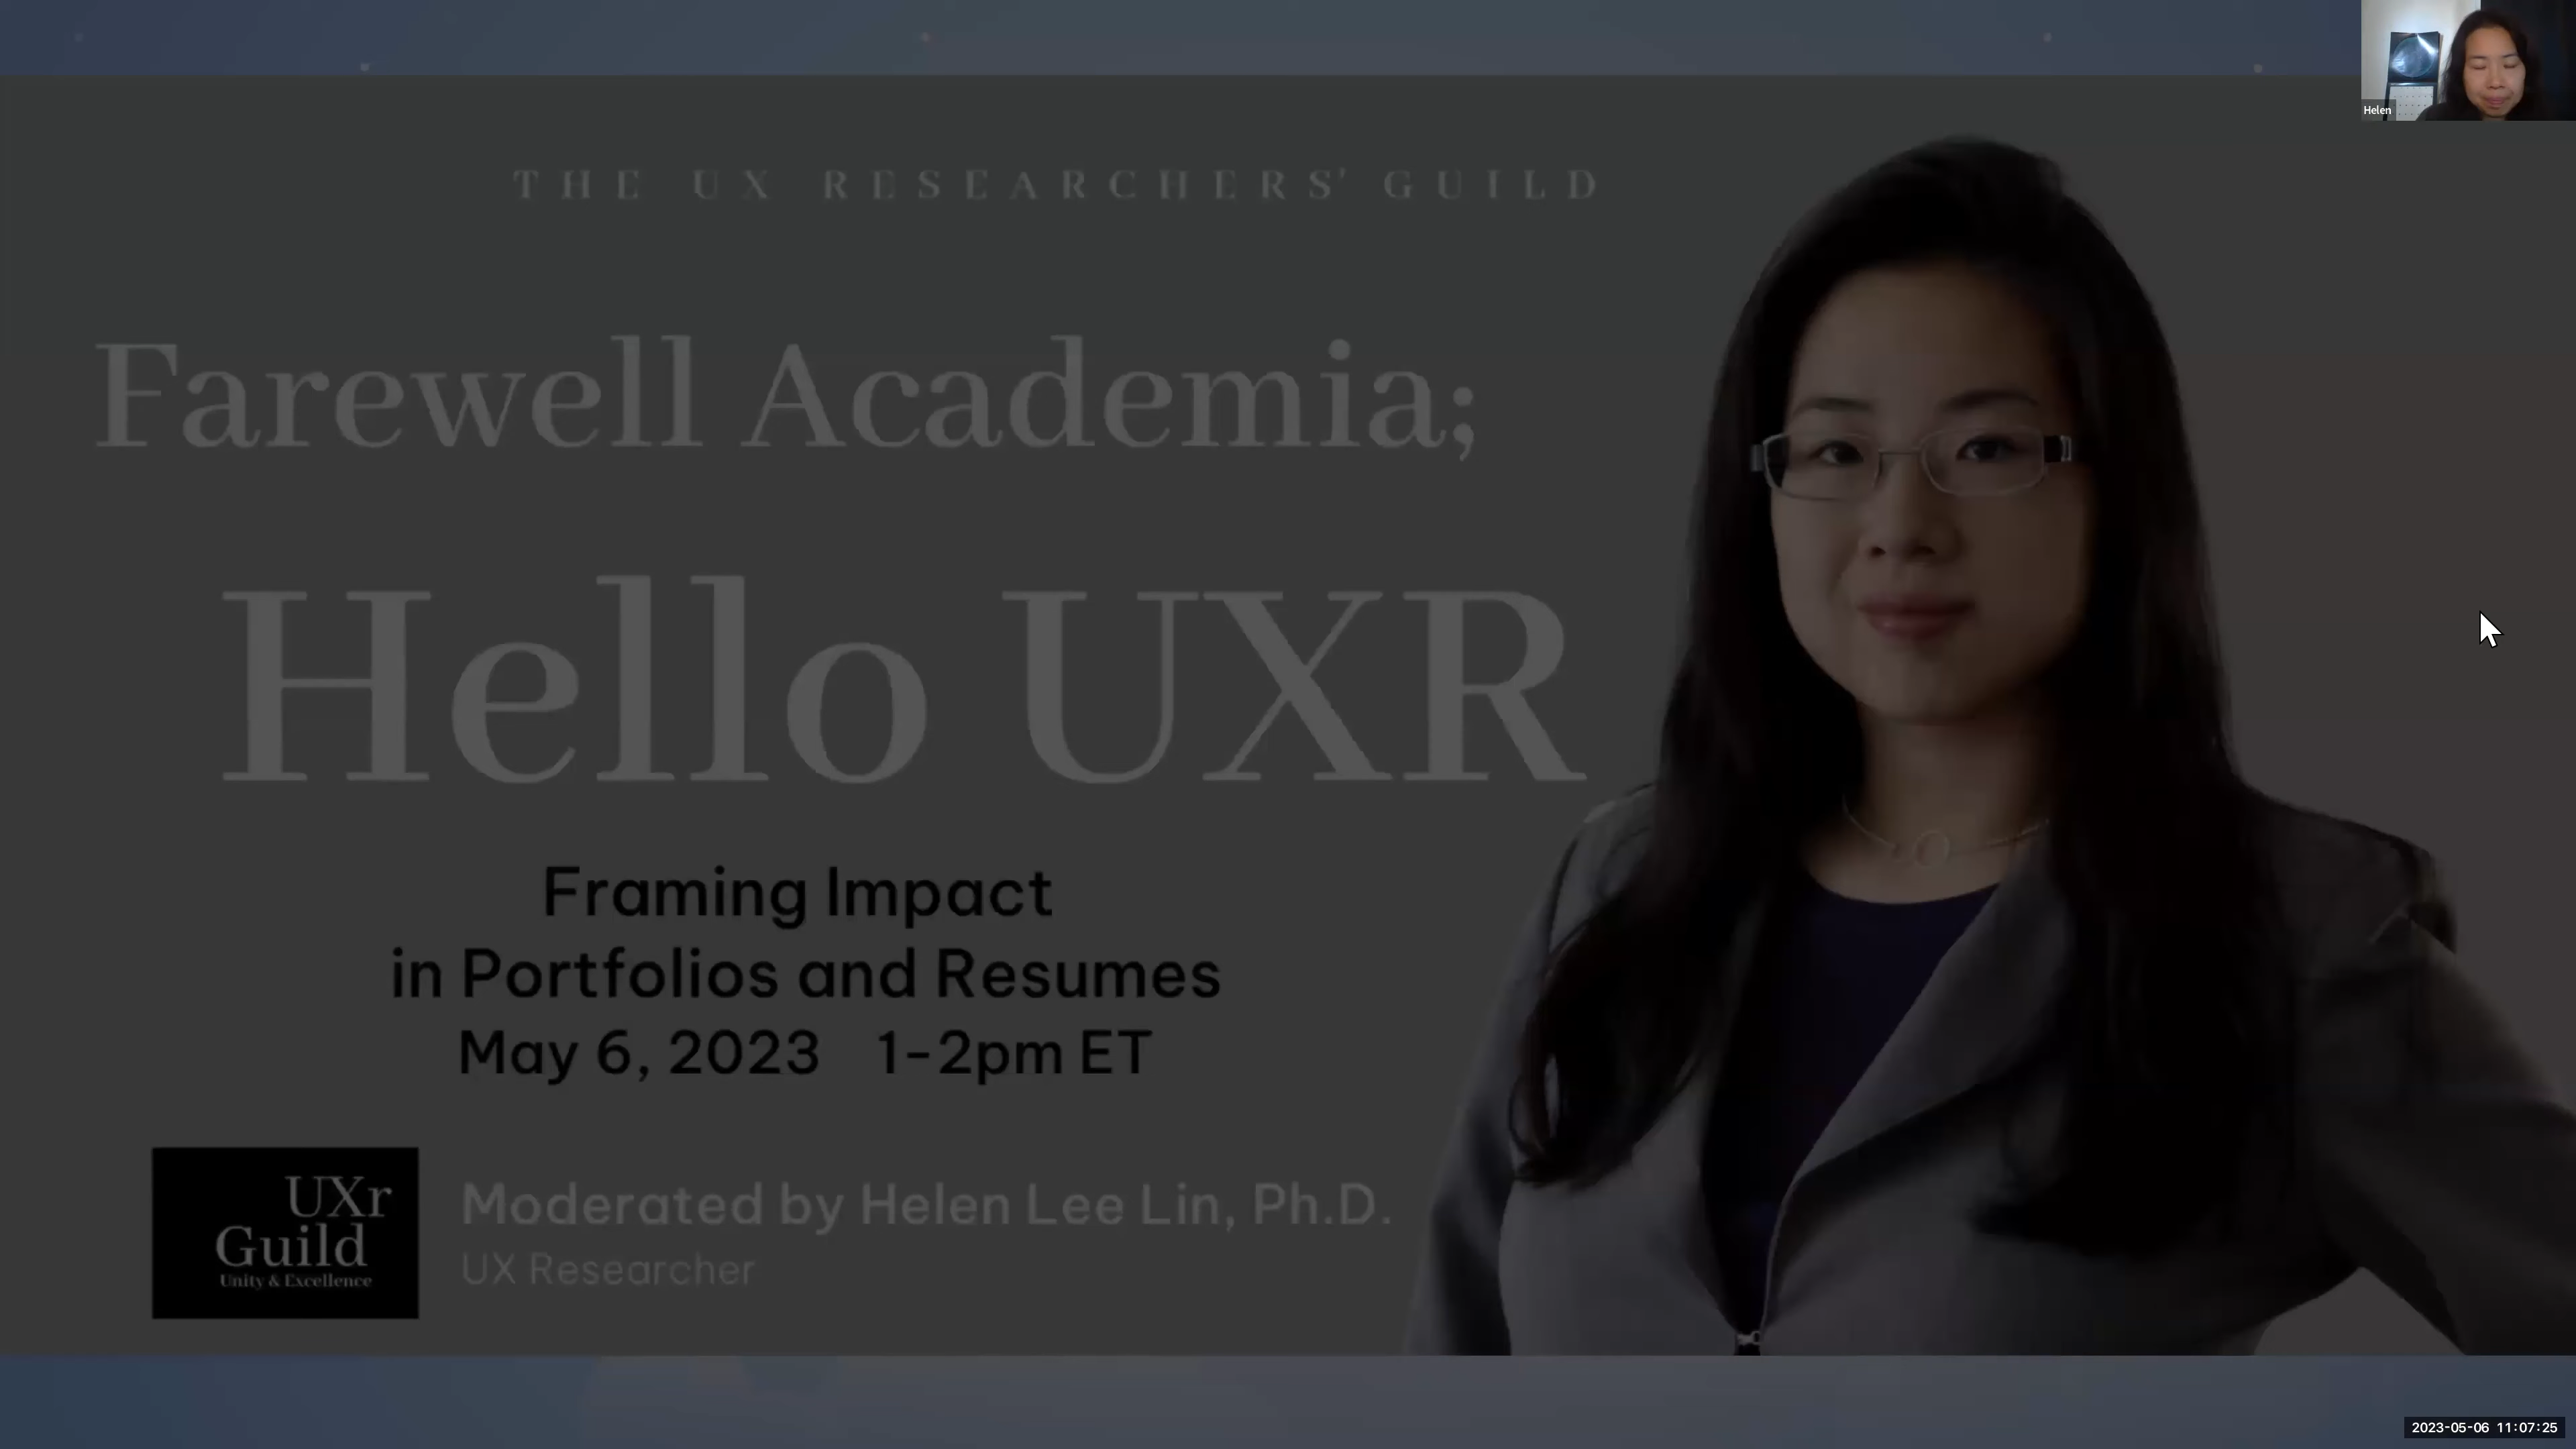 Helen
THE UX RESEARCHERS' GUILD
Farewell Academia;
Hello UXR
Framing Impact
in Portfolios and Resumes
May 6, 2023 1-2pm ET
UXr
Guild
Unity & Excellence
Moderated by Helen Lee Lin, Ph.D.
UX Researcher
2023-05-06 11:07:25